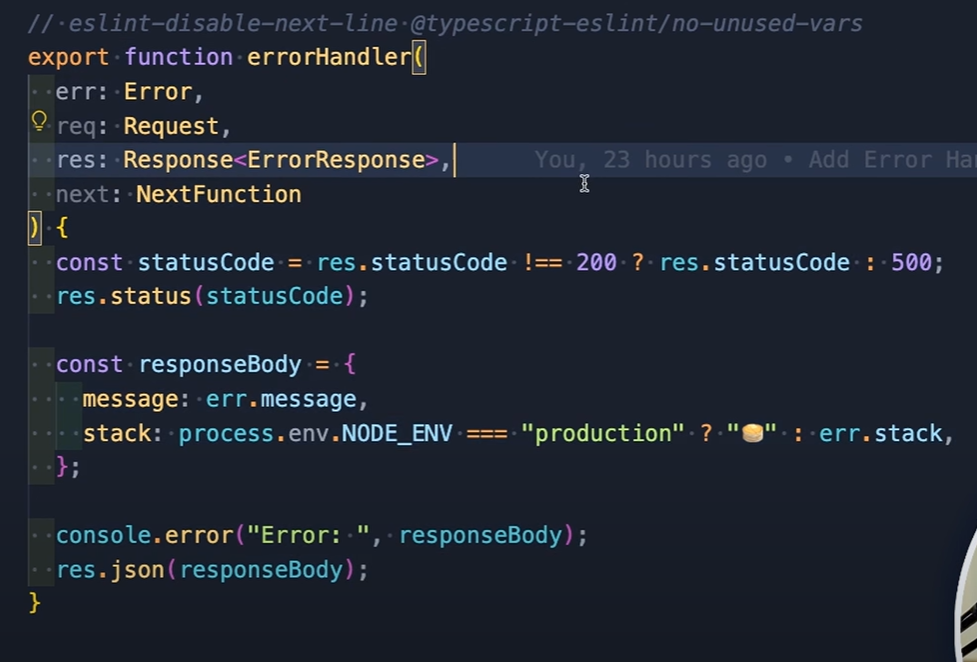 // eslint-disable-next-line @typescript-eslint/no-unused-vars
export function errorHandler(
  err: Error,
  req: Request,
  res: Response<ErrorResponse>, You, 23 hours ago • Add Error
  next: NextFunction
) {
  const statusCode = res.statusCode !== 200 ? res.statusCode : 500;
  res.status(statusCode);
  const responseBody = {
    message: err.message,
    stack: process.env.NODE_ENV === "production" ? "🥞" : err.stack,
  };
  console.error("Error: ", responseBody);
  res.json(responseBody);
}